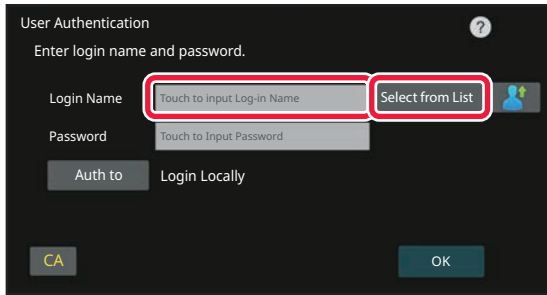 User Authentication
?
Enter login name and password.
Login Name
Touch to input Log-in Name
Select from List
Password
Touch to Input Password
Auth to
Login Locally
CA
OK